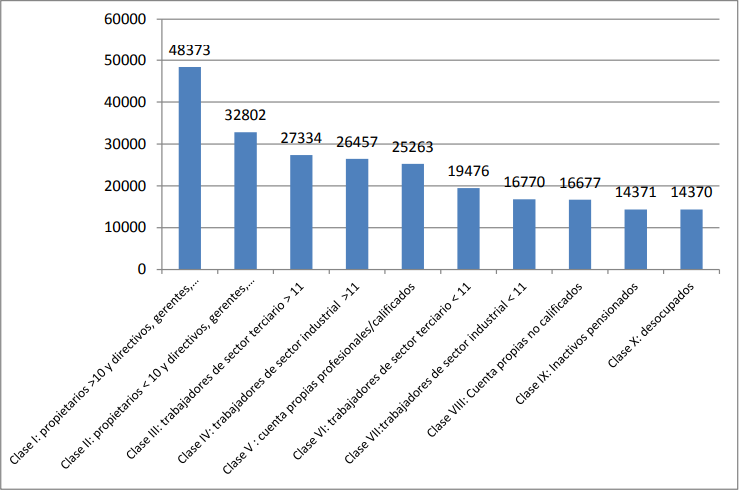 60000
50000
40000
30000
20000
10000
0
48373
32802
27334
26457
25263
19476
16770
16677
14371
14370
Clase I: propietarios >10 y directivos, gerentes,...
Clase II: propietarios < 10 y directivos, gerentes,...
Clase III: trabajadores de sector terciario > 11
Clase IV: trabajadores de sector industrial >11
Clase V : cuenta propias profesionales/calificados
Clase VI: trabajadores de sector terciario < 11
Clase VII:trabajadores de sector industrial < 11
Clase VIII: Cuenta propias no calificados
Clase IX: Inactivos pensionados
Clase X: desocupados